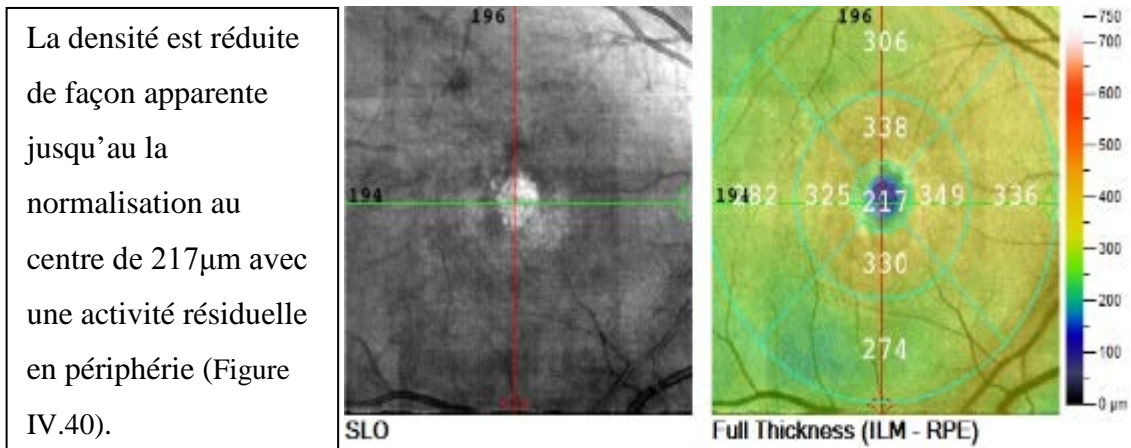 La densité est réduite
de façon apparente
jusqu'au la
normalisation au
centre de 217µm avec
une activité résiduelle
en périphérie (Figure
IV.40).
196
194
SLO
196
306
338
194
282 325 217 349 336
330
274
Full Thickness (ILM - RPE)
750
700
600
500
400
300
200
100
0 µm